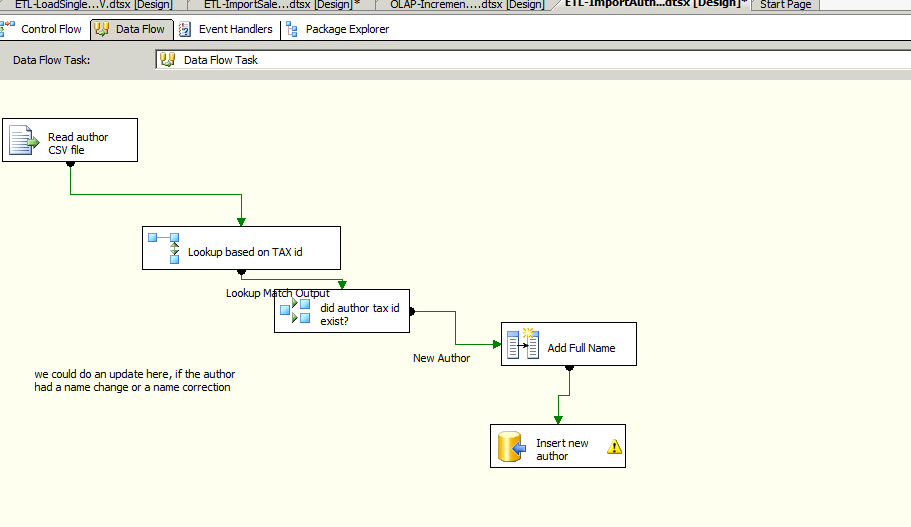 ETL-LoadSingle...V.dtsx [Design] ETL-ImportSale...dtsx [Design]* OLAP-Incremen....dtsx [Design] ETL-ImportAuth...dtsx [Design]* Start Page
Control Flow Data Flow Event Handlers Package Explorer
Data Flow Task: Data Flow Task
Read author
CSV file
Lookup based on TAX id
Lookup Match Output
did author tax id
exist?
New Author
Add Full Name
we could do an update here, if the author
had a name change or a name correction
Insert new
author